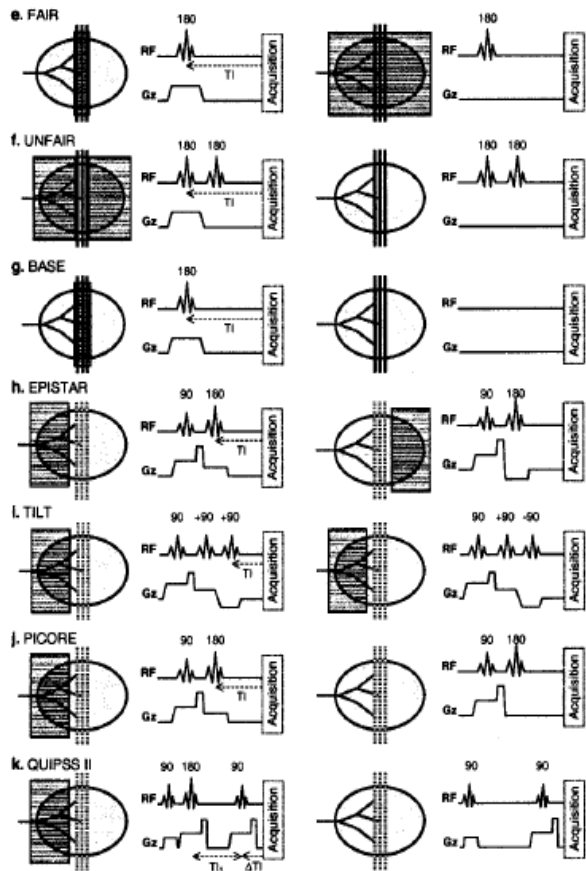 e. FAIR
180
RF
TI
Gz
Acquisition
180
RF
Gz
Acquisition
f. UNFAIR
180 180
RF
TI
Gz
Acquisition
180 180
RF
Gz
Acquisition
g. BASE
180
RF
TI
Gz
Acquisition
RF
Gz
Acquisition
h. EPISTAR
90 180
RF
TI
Gz
Acquisition
90 180
RF
Gz
Acquisition
i. TILT
90 +90 +90
RF
TI
Gz
Acquisition
90 +90 -90
RF
Gz
Acquisition
j. PICORE
90 180
RF
TI
Gz
Acquisition
90 180
RF
Gz
Acquisition
k. QUIPSS II
90 180 90
RF
Gz
TI₁ ΔTI
Acquisition
90 90
RF
Gz
Acquisition